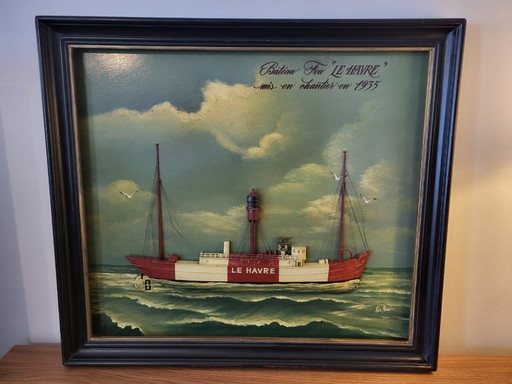 Bateau Feu "LE HAVRE"
mis en chantier en 1935
LE HAVRE